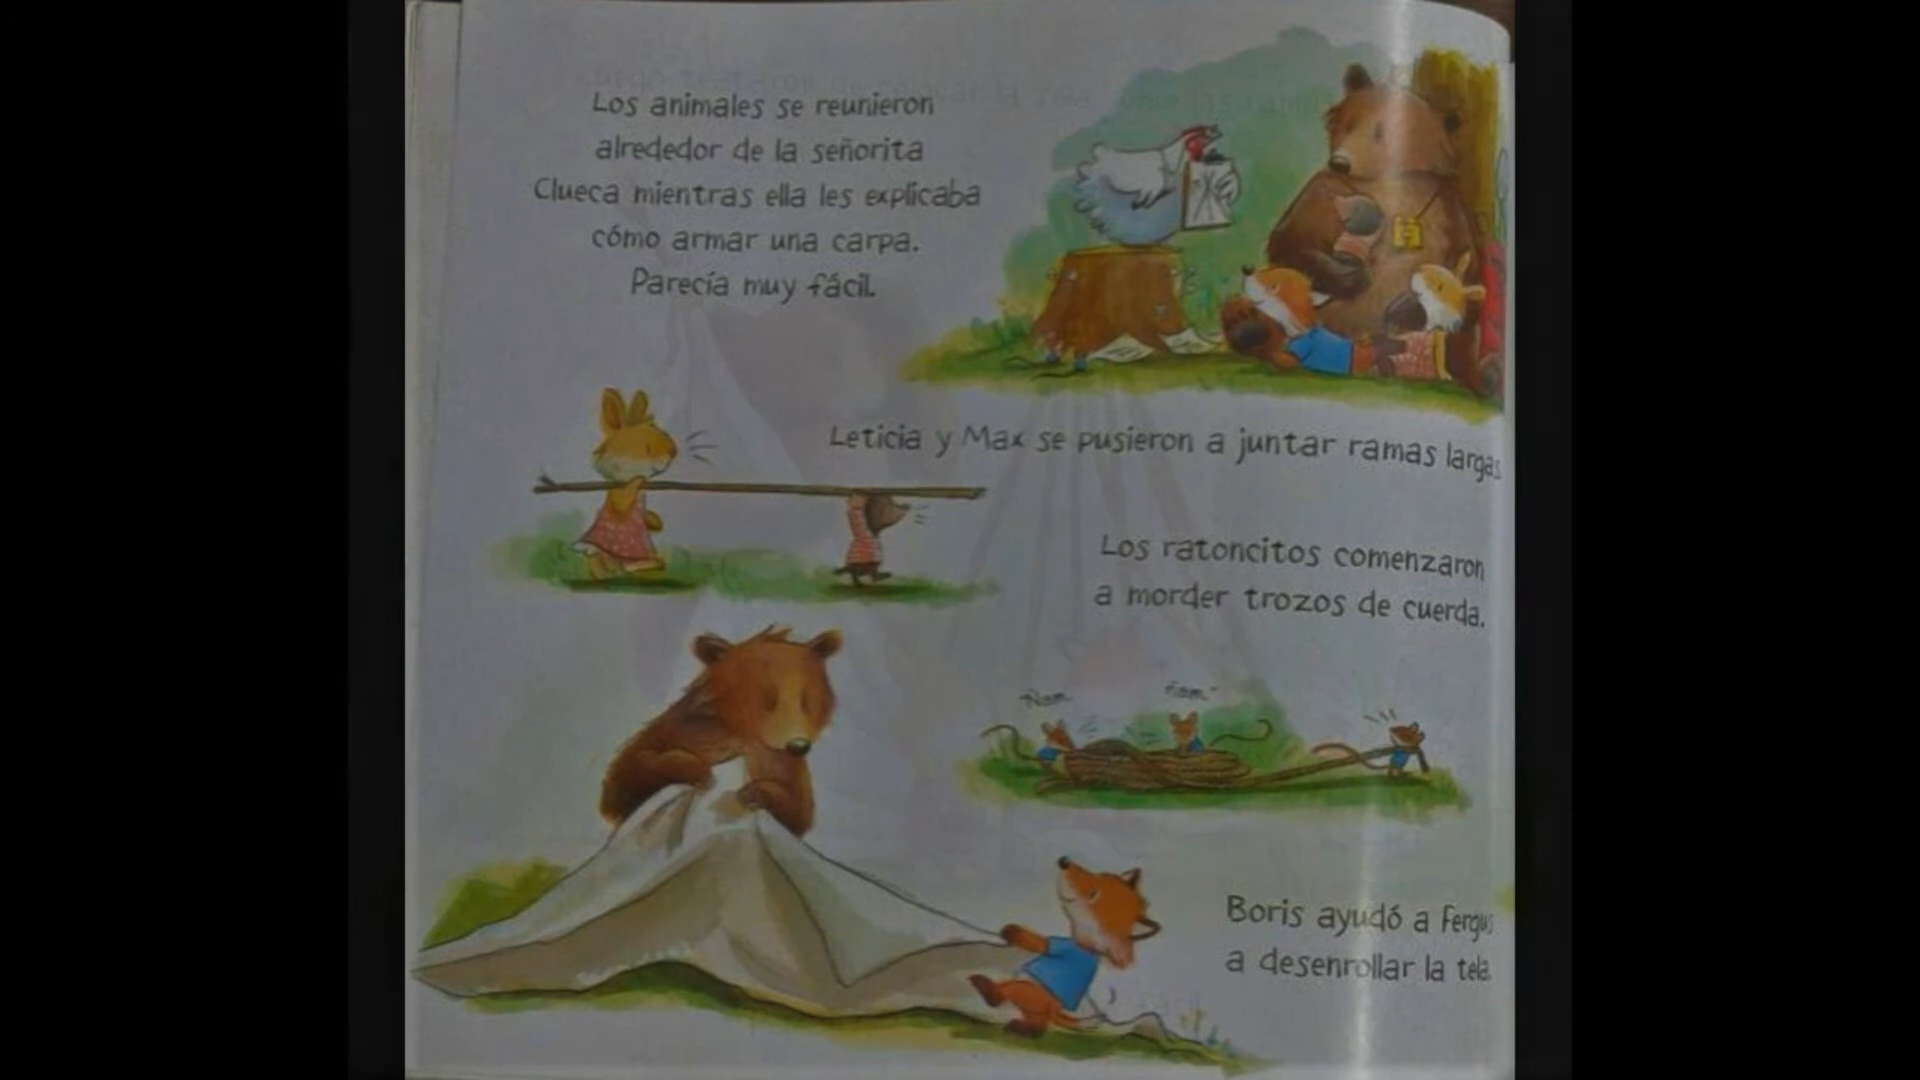 Los animales se reunieron
alrededor de la señorita
Clueca mientras ella les explicaba
cómo armar una carpa.
Parecía muy fácil.
Leticia y Max se pusieron a juntar ramas largas
Los ratoncitos comenzaron
a morder trozos de cuerda.
Ñam
ñam
Boris ayudó a Fergus
a desenrollar la tela.